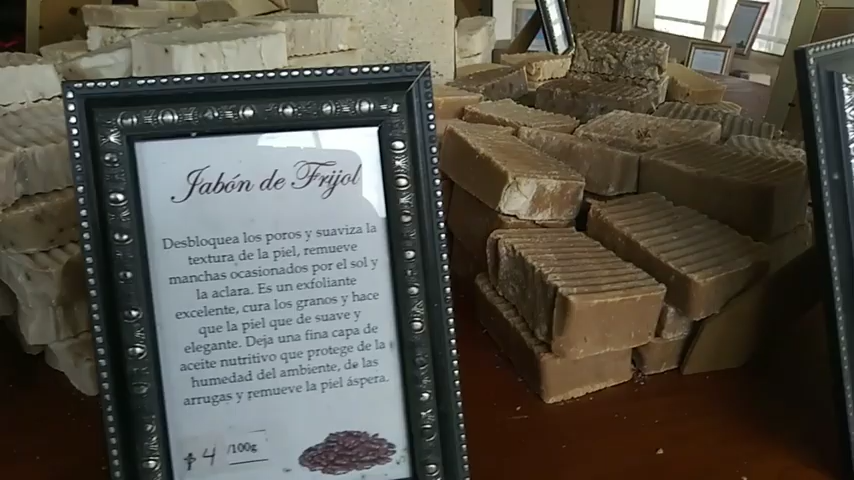 Jabón de Frijol
Desbloquea los poros y suaviza la
textura de la piel, remueve
manchas ocasionados por el sol y
la aclara. Es un exfoliante
excelente, cura los granos y hace
que la piel que de suave y
elegante. Deja una fina capa de
aceite nutritivo que protege de la
humedad del ambiente, de las
arrugas y remueve la piel áspera.
$4 /100g